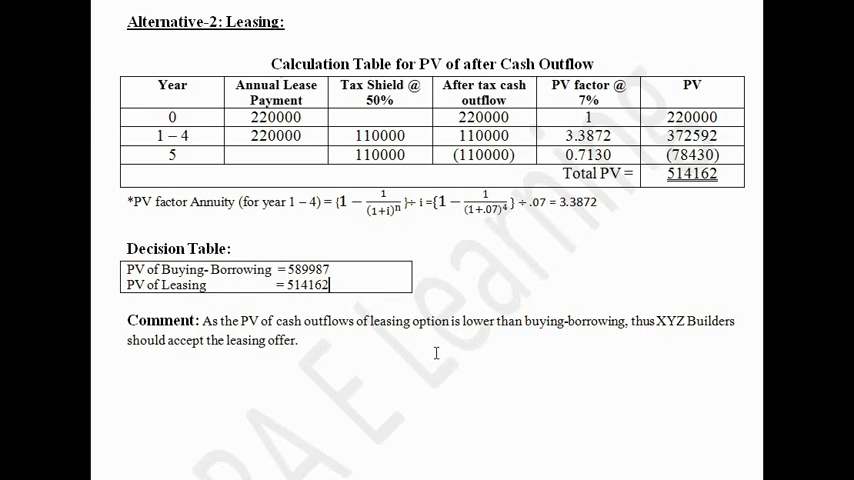 Alternative-2: Leasing:
Calculation Table for PV of after Cash Outflow
Year Annual Lease Payment Tax Shield @ 50% After tax cash outflow PV factor @ 7% PV
0 220000 220000 1 220000
1 – 4 220000 110000 110000 3.3872 372592
5 110000 (110000) 0.7130 (78430)
Total PV = 514162
*PV factor Annuity (for year 1 – 4) = {1 − 1/(1+i)^n} ÷ i ={1 − 1/(1+.07)^4} ÷ .07 = 3.3872
Decision Table:
PV of Buying- Borrowing = 589987
PV of Leasing = 514162
Comment: As the PV of cash outflows of leasing option is lower than buying-borrowing, thus XYZ Builders
should accept the leasing offer.
PA E Learning